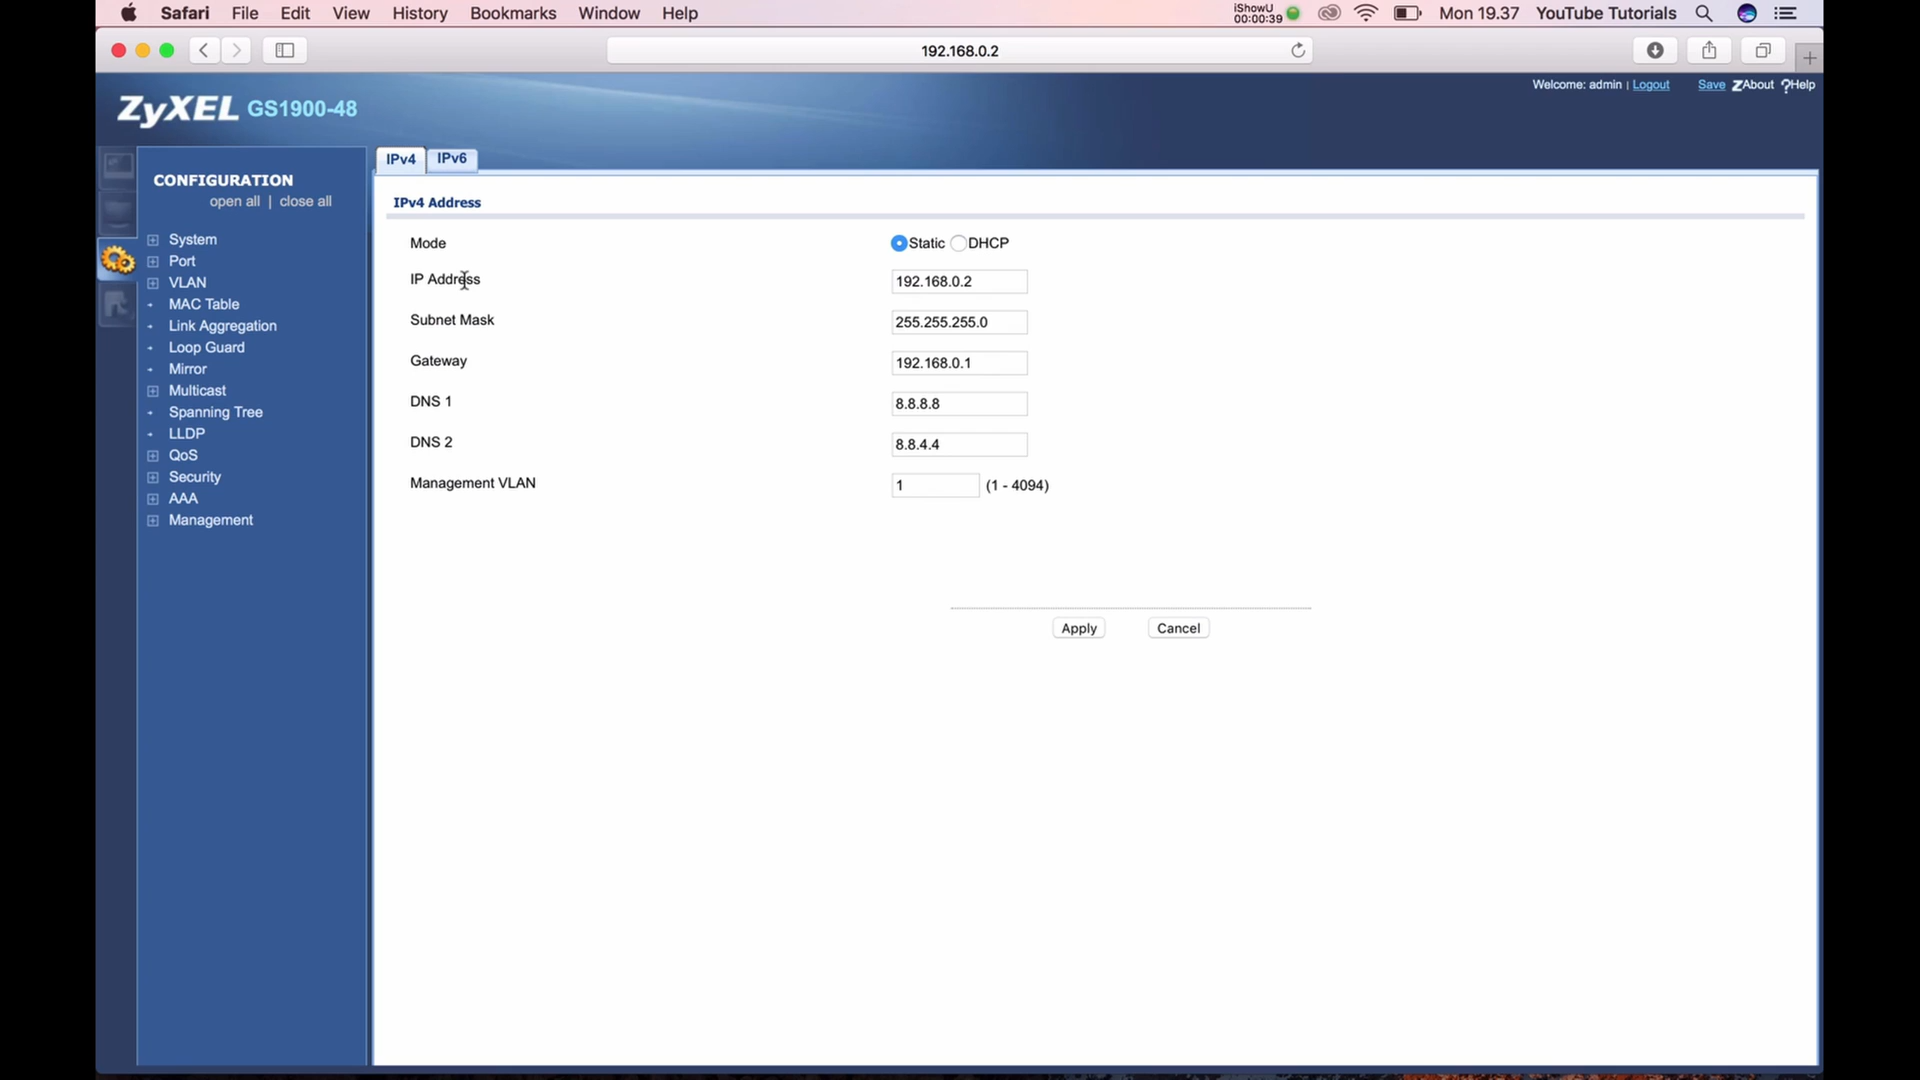 Safari File Edit View History Bookmarks Window Help iShowU 00:00:39 Mon 19.37 YouTube Tutorials
192.168.0.2
Welcome: admin | Logout Save ZAbout ?Help
ZyXEL GS1900-48
IPv4 IPv6
CONFIGURATION
open all | close all
System
Port
VLAN
MAC Table
Link Aggregation
Loop Guard
Mirror
Multicast
Spanning Tree
LLDP
QoS
Security
AAA
Management
IPv4 Address
Mode Static DHCP
IP Address 192.168.0.2
Subnet Mask 255.255.255.0
Gateway 192.168.0.1
DNS 1 8.8.8.8
DNS 2 8.8.4.4
Management VLAN 1 (1 - 4094)
Apply Cancel